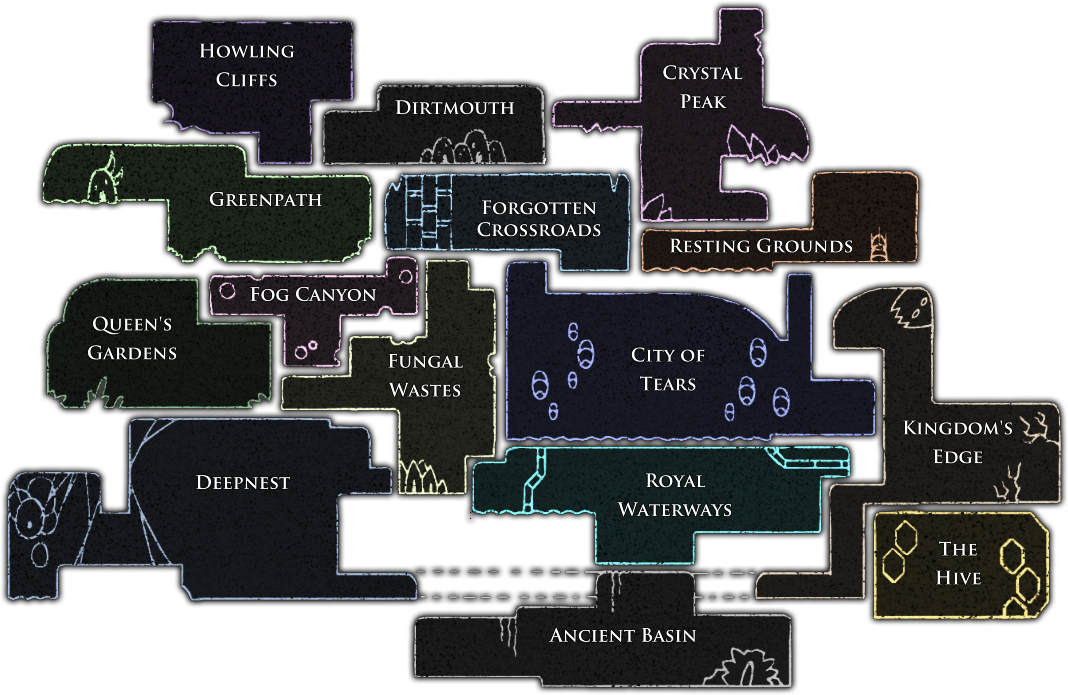 Howling
Cliffs
Dirtmouth
Crystal
Peak
Greenpath
Forgotten
Crossroads
Resting Grounds
Fog Canyon
Queen's
Gardens
Fungal
Wastes
City of
Tears
Kingdom's
Edge
Deepnest
Royal
Waterways
The
Hive
Ancient Basin